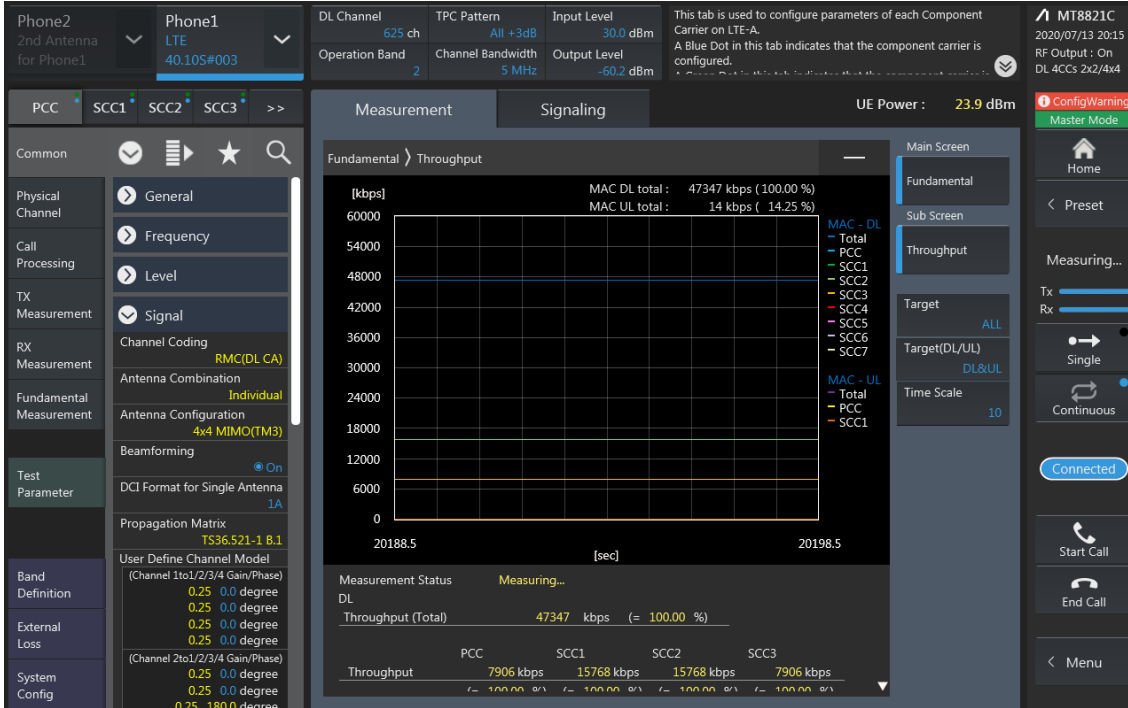 Phone2
2nd Antenna
for Phone1
Phone1
LTE
40.10S#003
DL Channel
625 ch
TPC Pattern
All +3dB
Input Level
30.0 dBm
Operation Band
2
Channel Bandwidth
5 MHz
Output Level
-60.2 dBm
This tab is used to configure parameters of each Component
Carrier on LTE-A.
A Blue Dot in this tab indicates that the component carrier is
configured.
MT8821C
2020/07/13 20:15
RF Output : On
DL 4CCs 2x2/4x4
PCC
SCC1
SCC2
SCC3
>>
Measurement
Signaling
UE Power : 23.9 dBm
ConfigWarning
Master Mode
Common
Physical
Channel
Call
Processing
TX
Measurement
RX
Measurement
Fundamental
Measurement
Test
Parameter
Band
Definition
External
Loss
System
Config
General
Frequency
Level
Signal
Channel Coding
RMC(DL CA)
Antenna Combination
Individual
Antenna Configuration
4x4 MIMO(TM3)
Beamforming
On
DCI Format for Single Antenna
1A
Propagation Matrix
TS36.521-1 B.1
User Define Channel Model
(Channel 1to1/2/3/4 Gain/Phase)
0.25 0.0 degree
0.25 0.0 degree
0.25 0.0 degree
0.25 0.0 degree
(Channel 2to1/2/3/4 Gain/Phase)
0.25 0.0 degree
0.25 0.0 degree
0.25 180.0 degree
Fundamental 〉 Throughput
[kbps]
MAC DL total : 47347 kbps (100.00 %)
MAC UL total : 14 kbps ( 14.25 %)
60000
54000
48000
42000
36000
30000
24000
18000
12000
6000
0
20188.5
[sec]
20198.5
MAC - DL
Total
PCC
SCC1
SCC2
SCC3
SCC4
SCC5
SCC6
SCC7
MAC - UL
Total
PCC
SCC1
Measurement Status Measuring...
DL
Throughput (Total) 47347 kbps (= 100.00 %)
PCC SCC1 SCC2 SCC3
Throughput 7906 kbps 15768 kbps 15768 kbps 7906 kbps
(= 100.00 %) (= 100.00 %) (= 100.00 %) (= 100.00 %)
Main Screen
Fundamental
Sub Screen
Throughput
Target
ALL
Target(DL/UL)
DL&UL
Time Scale
10
Home
< Preset
Measuring...
Tx
Rx
Single
Continuous
Connected
Start Call
End Call
< Menu